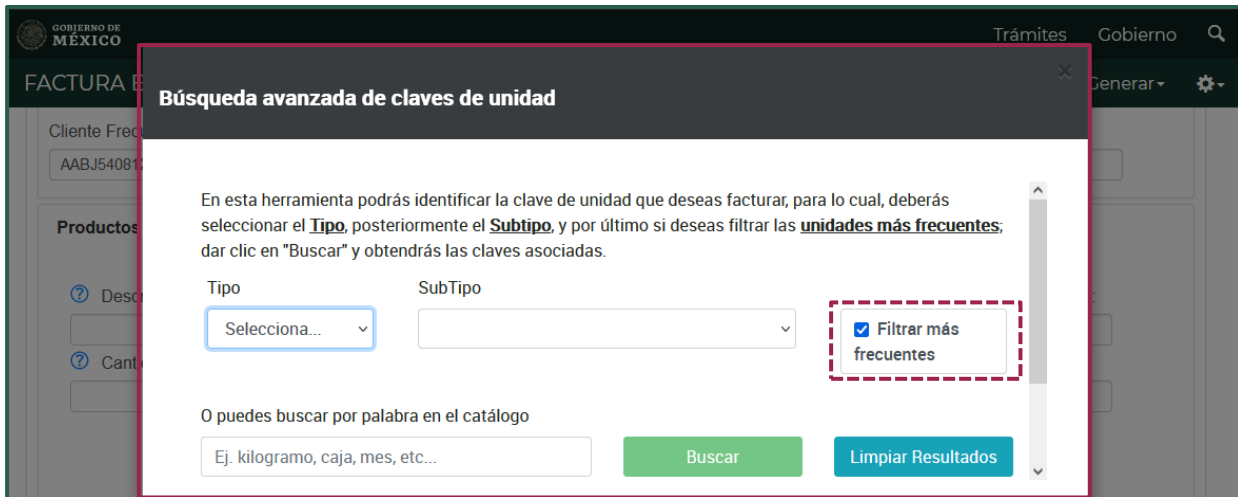 GOBIERNO DE
MÉXICO
Trámites Gobierno
FACTURA E
Generar
×
Búsqueda avanzada de claves de unidad
Cliente Frec
AABJ540812
En esta herramienta podrás identificar la clave de unidad que deseas facturar, para lo cual, deberás
seleccionar el Tipo, posteriormente el Subtipo, y por último si deseas filtrar las unidades más frecuentes;
dar clic en "Buscar" y obtendrás las claves asociadas.
Productos
Tipo SubTipo
? Desc
Selecciona...
Filtrar más
frecuentes
? Cant
O puedes buscar por palabra en el catálogo
Ej. kilogramo, caja, mes, etc...
Buscar
Limpiar Resultados